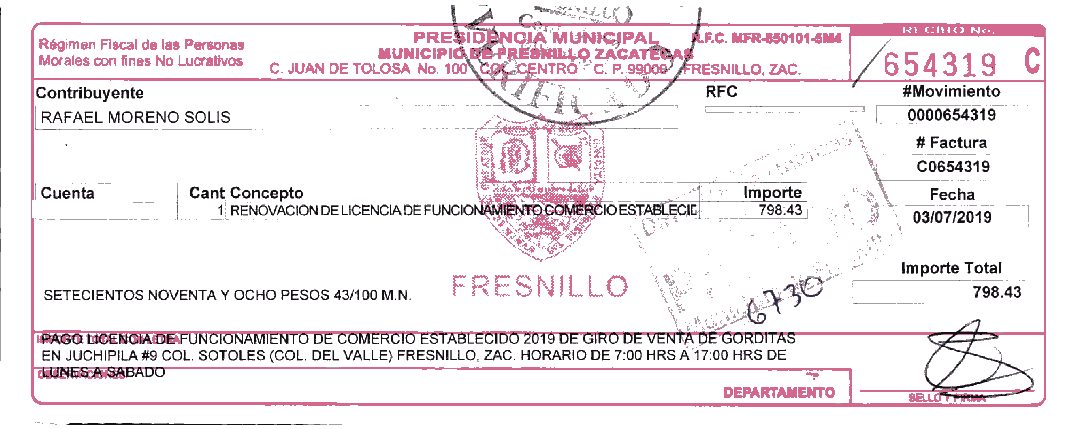 PRESIDENCIA MUNICIPAL
R.F.C. MFR-850101-5M4
MUNICIPIO DE FRESNILLO ZACATECAS
C. JUAN DE TOLOSA No. 100 COL. CENTRO C. P. 99000 FRESNILLO, ZAC.
Régimen Fiscal de las Personas
Morales con fines No Lucrativos
RECIBO No.
654319 C
Contribuyente
RFC
#Movimiento
RAFAEL MORENO SOLIS
0000654319
# Factura
C0654319
Cuenta
Cant Concepto
Importe
Fecha
1 RENOVACION DE LICENCIA DE FUNCIONAMIENTO COMERCIO ESTABLECID
798.43
03/07/2019
FRESNILLO
Importe Total
SETECIENTOS NOVENTA Y OCHO PESOS 43/100 M.N.
798.43
6730
PAGO LICENCIA DE FUNCIONAMIENTO DE COMERCIO ESTABLECIDO 2019 DE GIRO DE VENTA DE GORDITAS
EN JUCHIPILA #9 COL. SOTOLES (COL. DEL VALLE) FRESNILLO, ZAC. HORARIO DE 7:00 HRS A 17:00 HRS DE
LUNES A SABADO
OBSERVACIONES
DEPARTAMENTO
SELLO Y FIRMA